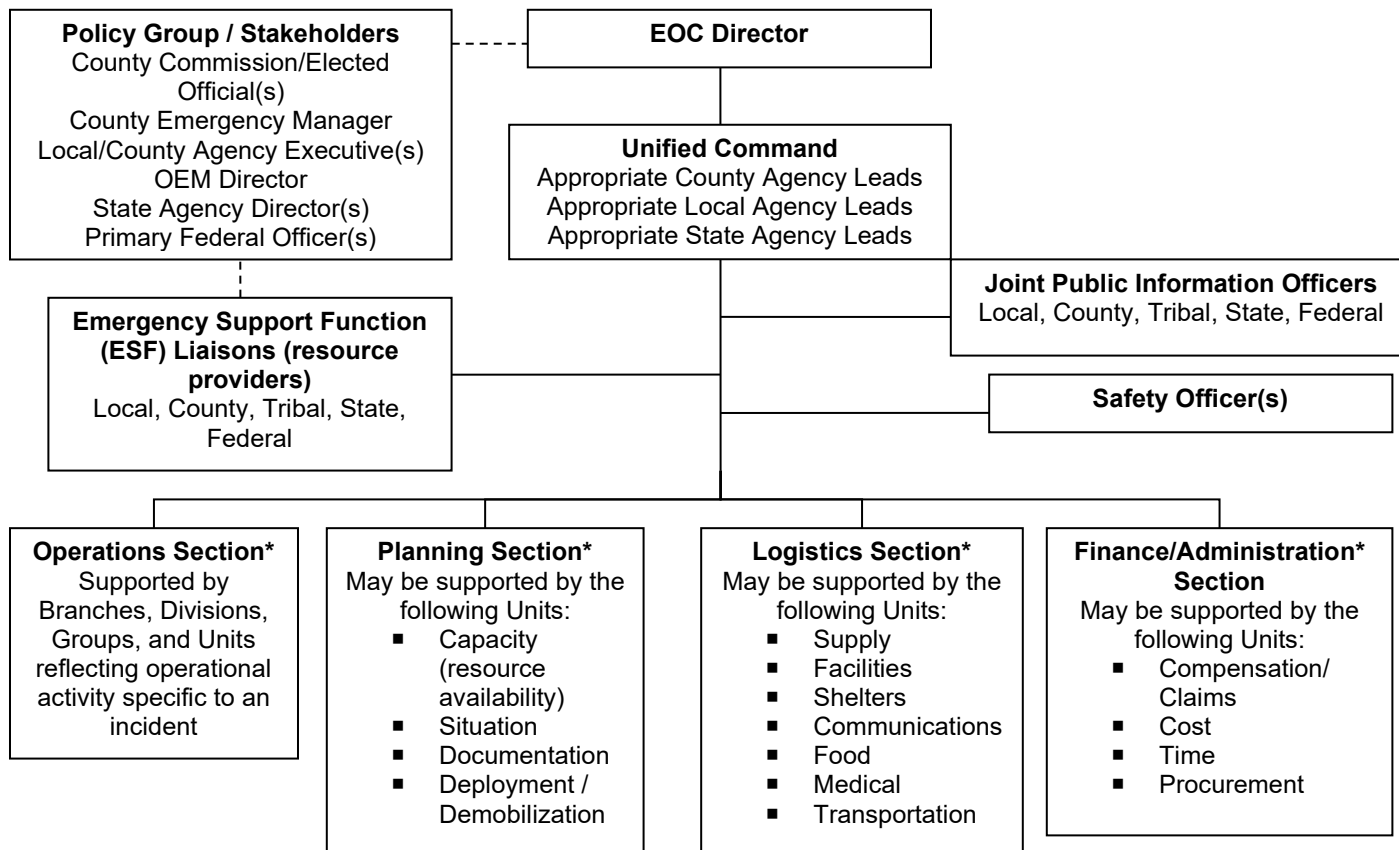 Policy Group / Stakeholders
County Commission/Elected
Official(s)
County Emergency Manager
Local/County Agency Executive(s)
OEM Director
State Agency Director(s)
Primary Federal Officer(s)
EOC Director
Unified Command
Appropriate County Agency Leads
Appropriate Local Agency Leads
Appropriate State Agency Leads
Joint Public Information Officers
Local, County, Tribal, State, Federal
Emergency Support Function
(ESF) Liaisons (resource
providers)
Local, County, Tribal, State,
Federal
Safety Officer(s)
Operations Section*
Supported by
Branches, Divisions,
Groups, and Units
reflecting operational
activity specific to an
incident
Planning Section*
May be supported by the
following Units:
▪ Capacity
(resource
availability)
▪ Situation
▪ Documentation
▪ Deployment /
Demobilization
Logistics Section*
May be supported by the
following Units:
▪ Supply
▪ Facilities
▪ Shelters
▪ Communications
▪ Food
▪ Medical
▪ Transportation
Finance/Administration*
Section
May be supported by the
following Units:
▪ Compensation/
Claims
▪ Cost
▪ Time
▪ Procurement